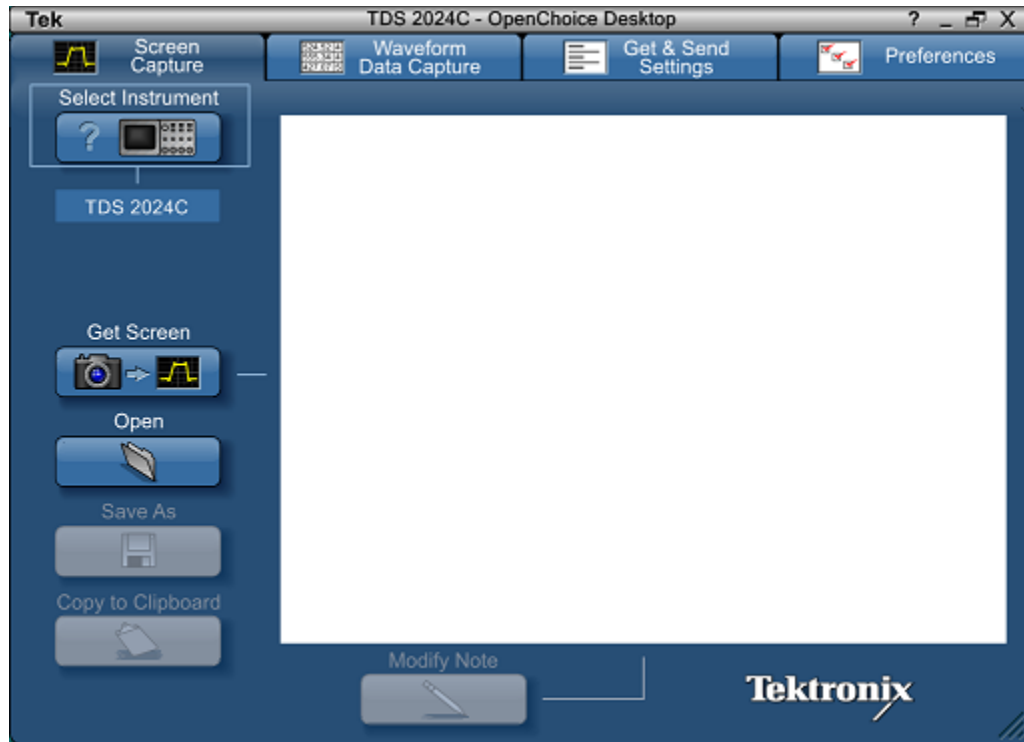 Tek
TDS 2024C - OpenChoice Desktop
? _ X
Screen
Capture
Waveform
Data Capture
Get & Send
Settings
Preferences
Select Instrument
?
TDS 2024C
Get Screen
Open
Save As
Copy to Clipboard
Modify Note
Tektronix